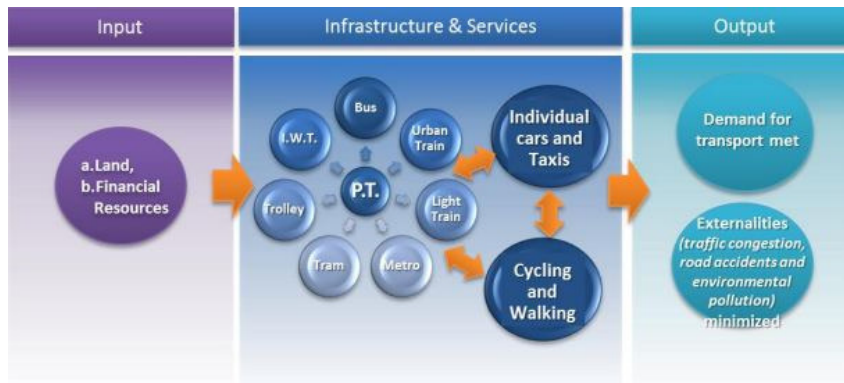 Input
Infrastructure & Services
Output
a.Land,
b.Financial
Resources
Bus
I.W.T.
Urban
Train
P.T.
Trolley
Light
Train
Tram
Metro
Individual
cars and
Taxis
Cycling
and
Walking
Demand for
transport met
Externalities
(traffic congestion,
road accidents and
environmental
pollution)
minimized